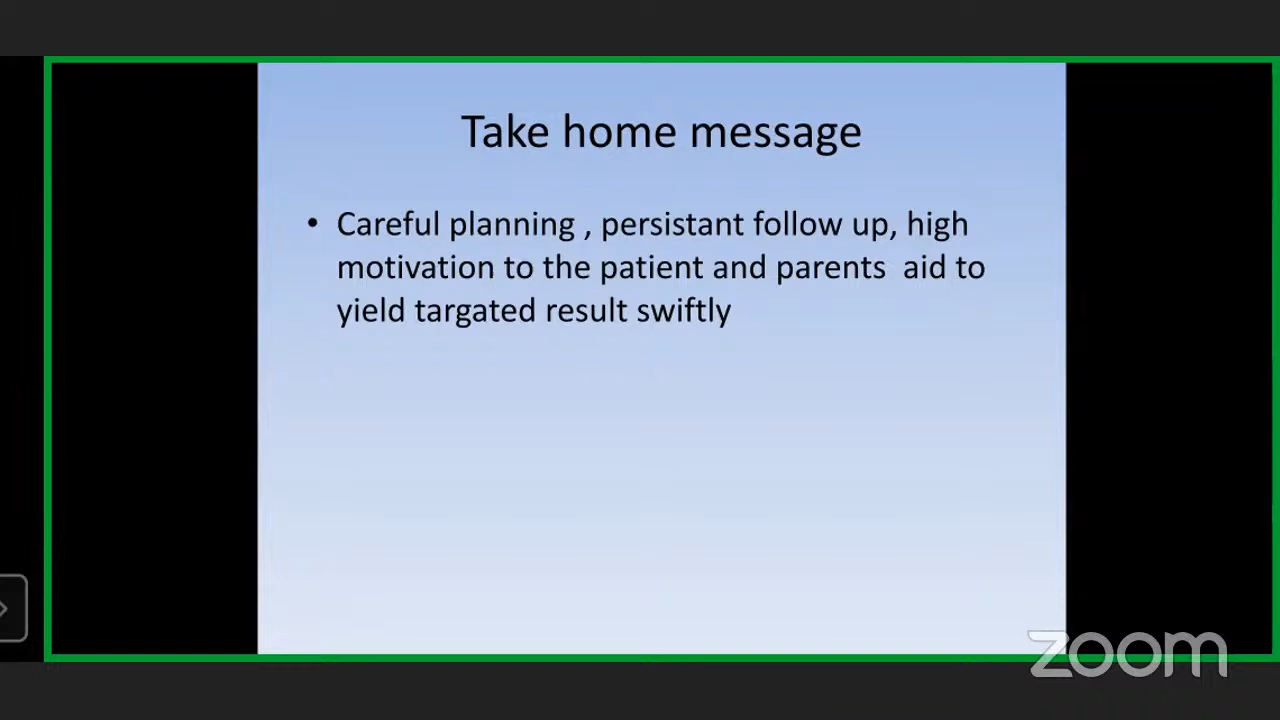 Take home message
• Careful planning , persistant follow up, high
motivation to the patient and parents  aid to
yield targated result swiftly
zoom